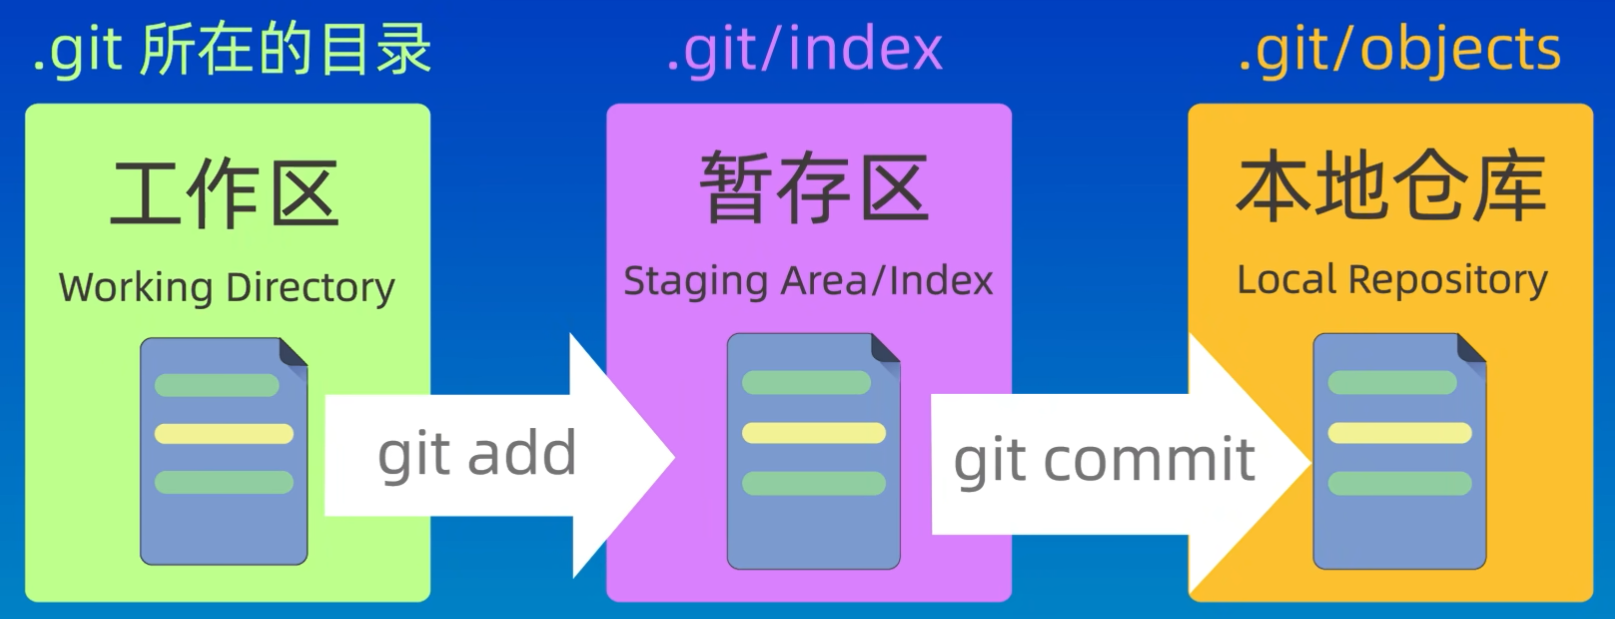 .git 所在的目录
.git/index
.git/objects
工作区
暂存区
本地仓库
Working Directory
Staging Area/Index
Local Repository
git add
git commit